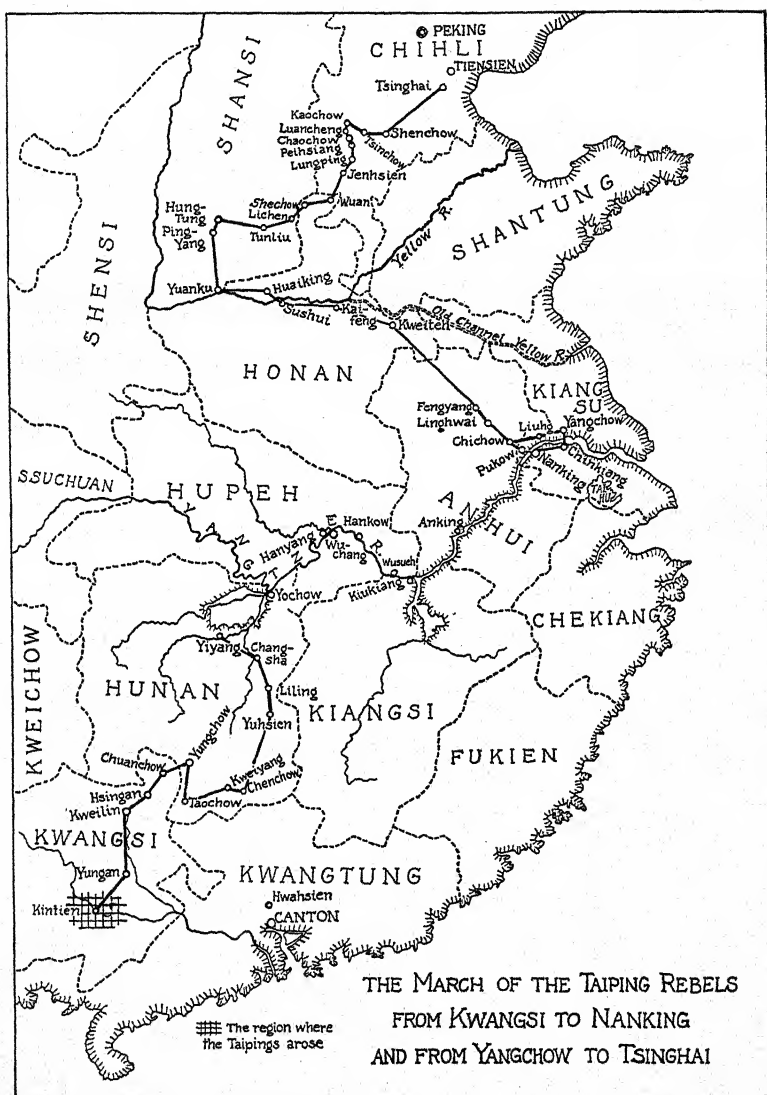 PEKING
CHIHLI
TIENSIEN
Tsinghai
SHANSI
Kaochow
Luancheng
Chaochow
Peihsiang
Lungping
Tsinchow
Shenchow
Jenhsien
Shechow
Wuan
Licheng
Hung-
Tung
Ping-
Yang
Tunliu
Yellow R.
SHANTUNG
SHENSI
Yuanku
Huaiking
Sushui
Kai-
feng
Kweiteh
Old Channel Yellow R.
HONAN
KIANG
SU
Fengyang
Linghwai
Chichow
Liuho
Yangchow
Pukow
Nanking
Chinkiang
TAI
HU
SSUCHUAN
HUPEH
YANGTZE R.
Hanyang
Hankow
Wu-
chang
Wusueh
Kiukiang
Anking
ANHUI
Yochow
CHEKIANG
KWEICHOW
Yiyang
Chang-
sha
HUNAN
Liling
Yuhsien
KIANGSI
FUKIEN
Chuanchow
Yungchow
Kweiyang
Chenchow
Taochow
Hsingan
Kweilin
KWANGSI
Yungan
Kintien
KWANGTUNG
Hwahsien
CANTON
The region where
the Taipings arose
THE MARCH OF THE TAIPING REBELS
FROM KWANGSI TO NANKING
AND FROM YANGCHOW TO TSINGHAI